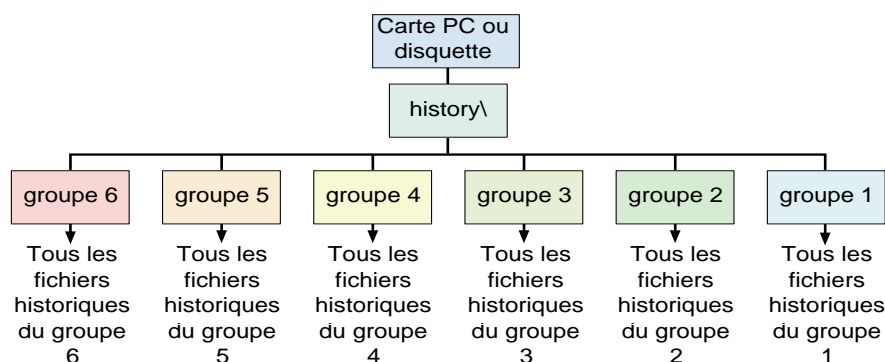 Carte PC ou
disquette
history\
groupe 6
groupe 5
groupe 4
groupe 3
groupe 2
groupe 1
Tous les
fichiers
historiques
du groupe
6
Tous les
fichiers
historiques
du groupe
5
Tous les
fichiers
historiques
du groupe
4
Tous les
fichiers
historiques
du groupe
3
Tous les
fichiers
historiques
du groupe
2
Tous les
fichiers
historiques
du groupe
1